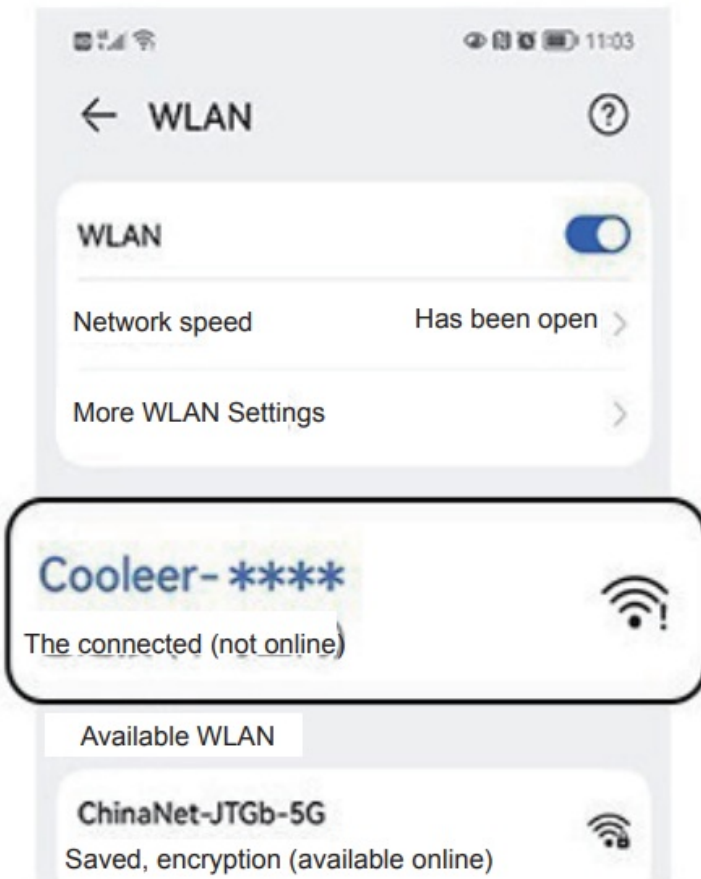 11:03
WLAN
WLAN
Network speed Has been open
More WLAN Settings
Cooleer-****
The connected (not online)
Available WLAN
ChinaNet-JTGb-5G
Saved, encryption (available online)